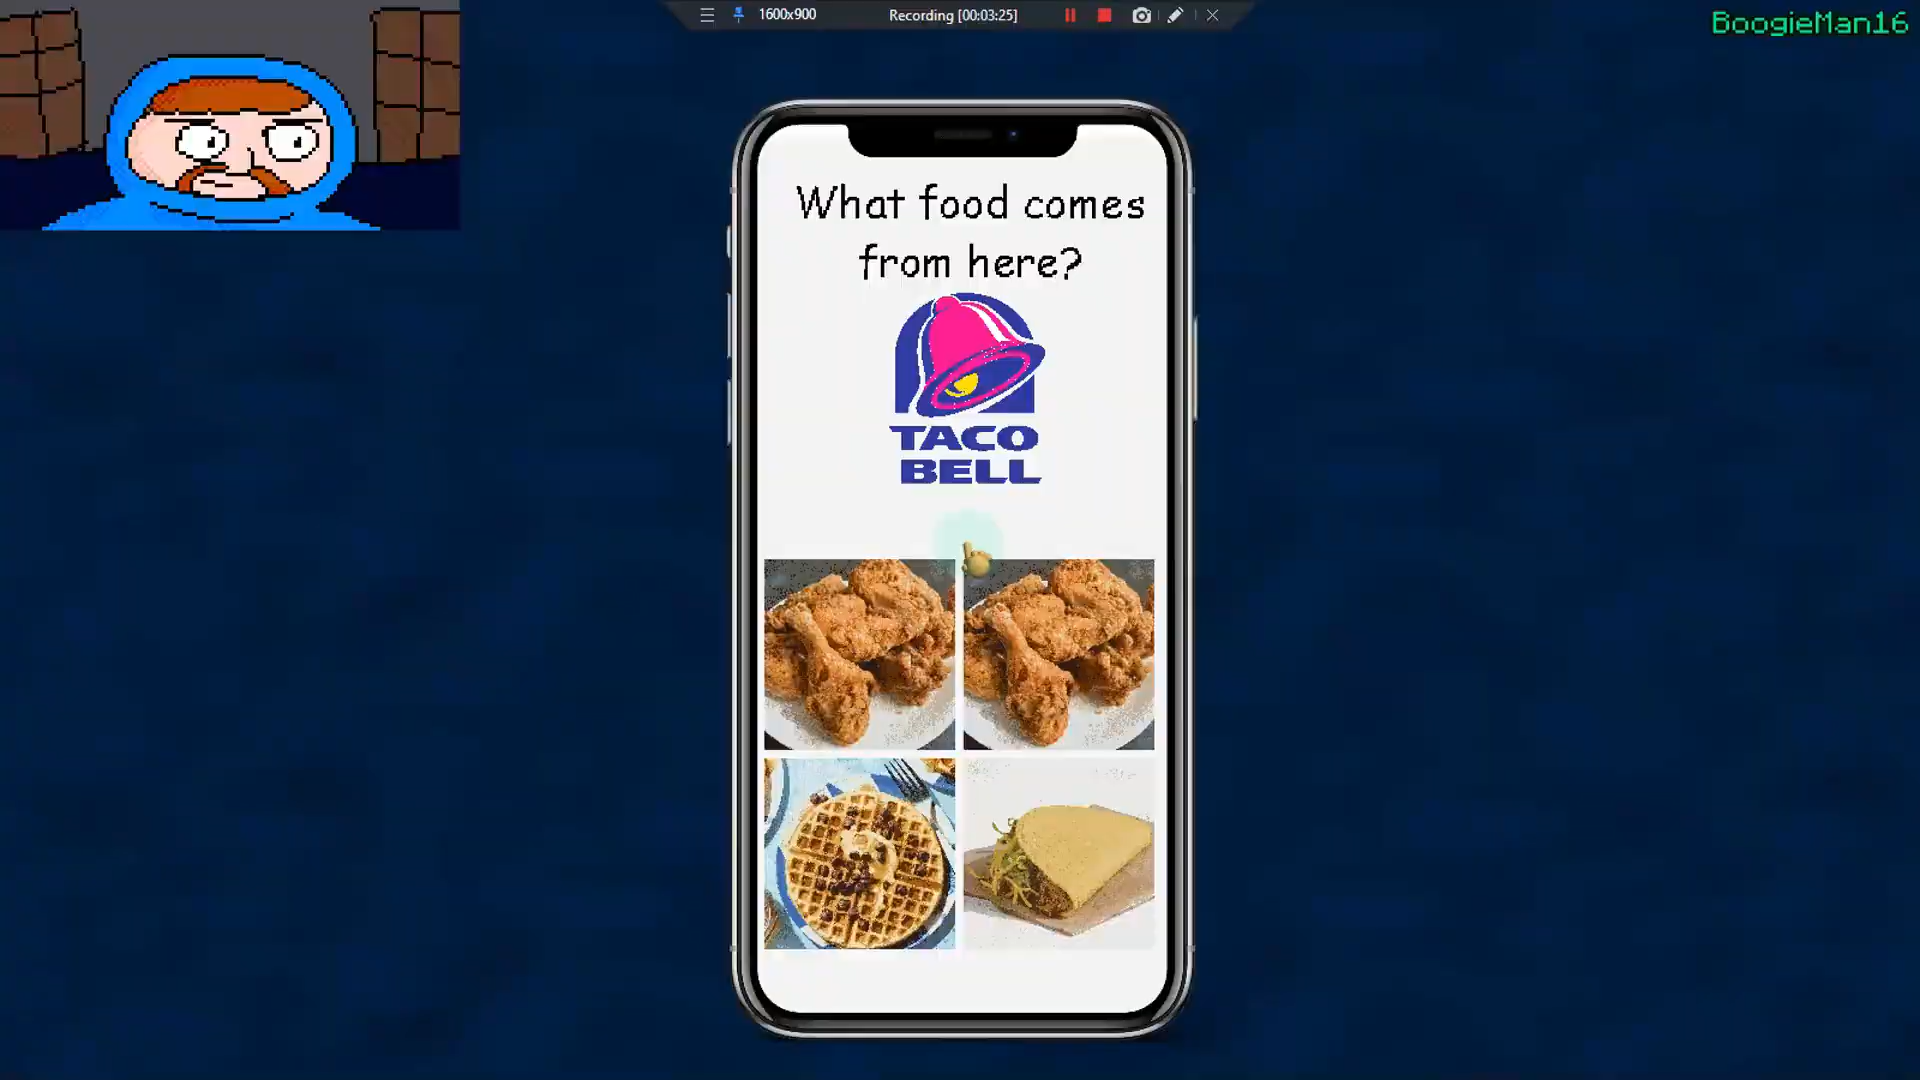 1600x900
Recording [00:03:25]
BoogieMan16
What food comes
from here?
TACO
BELL